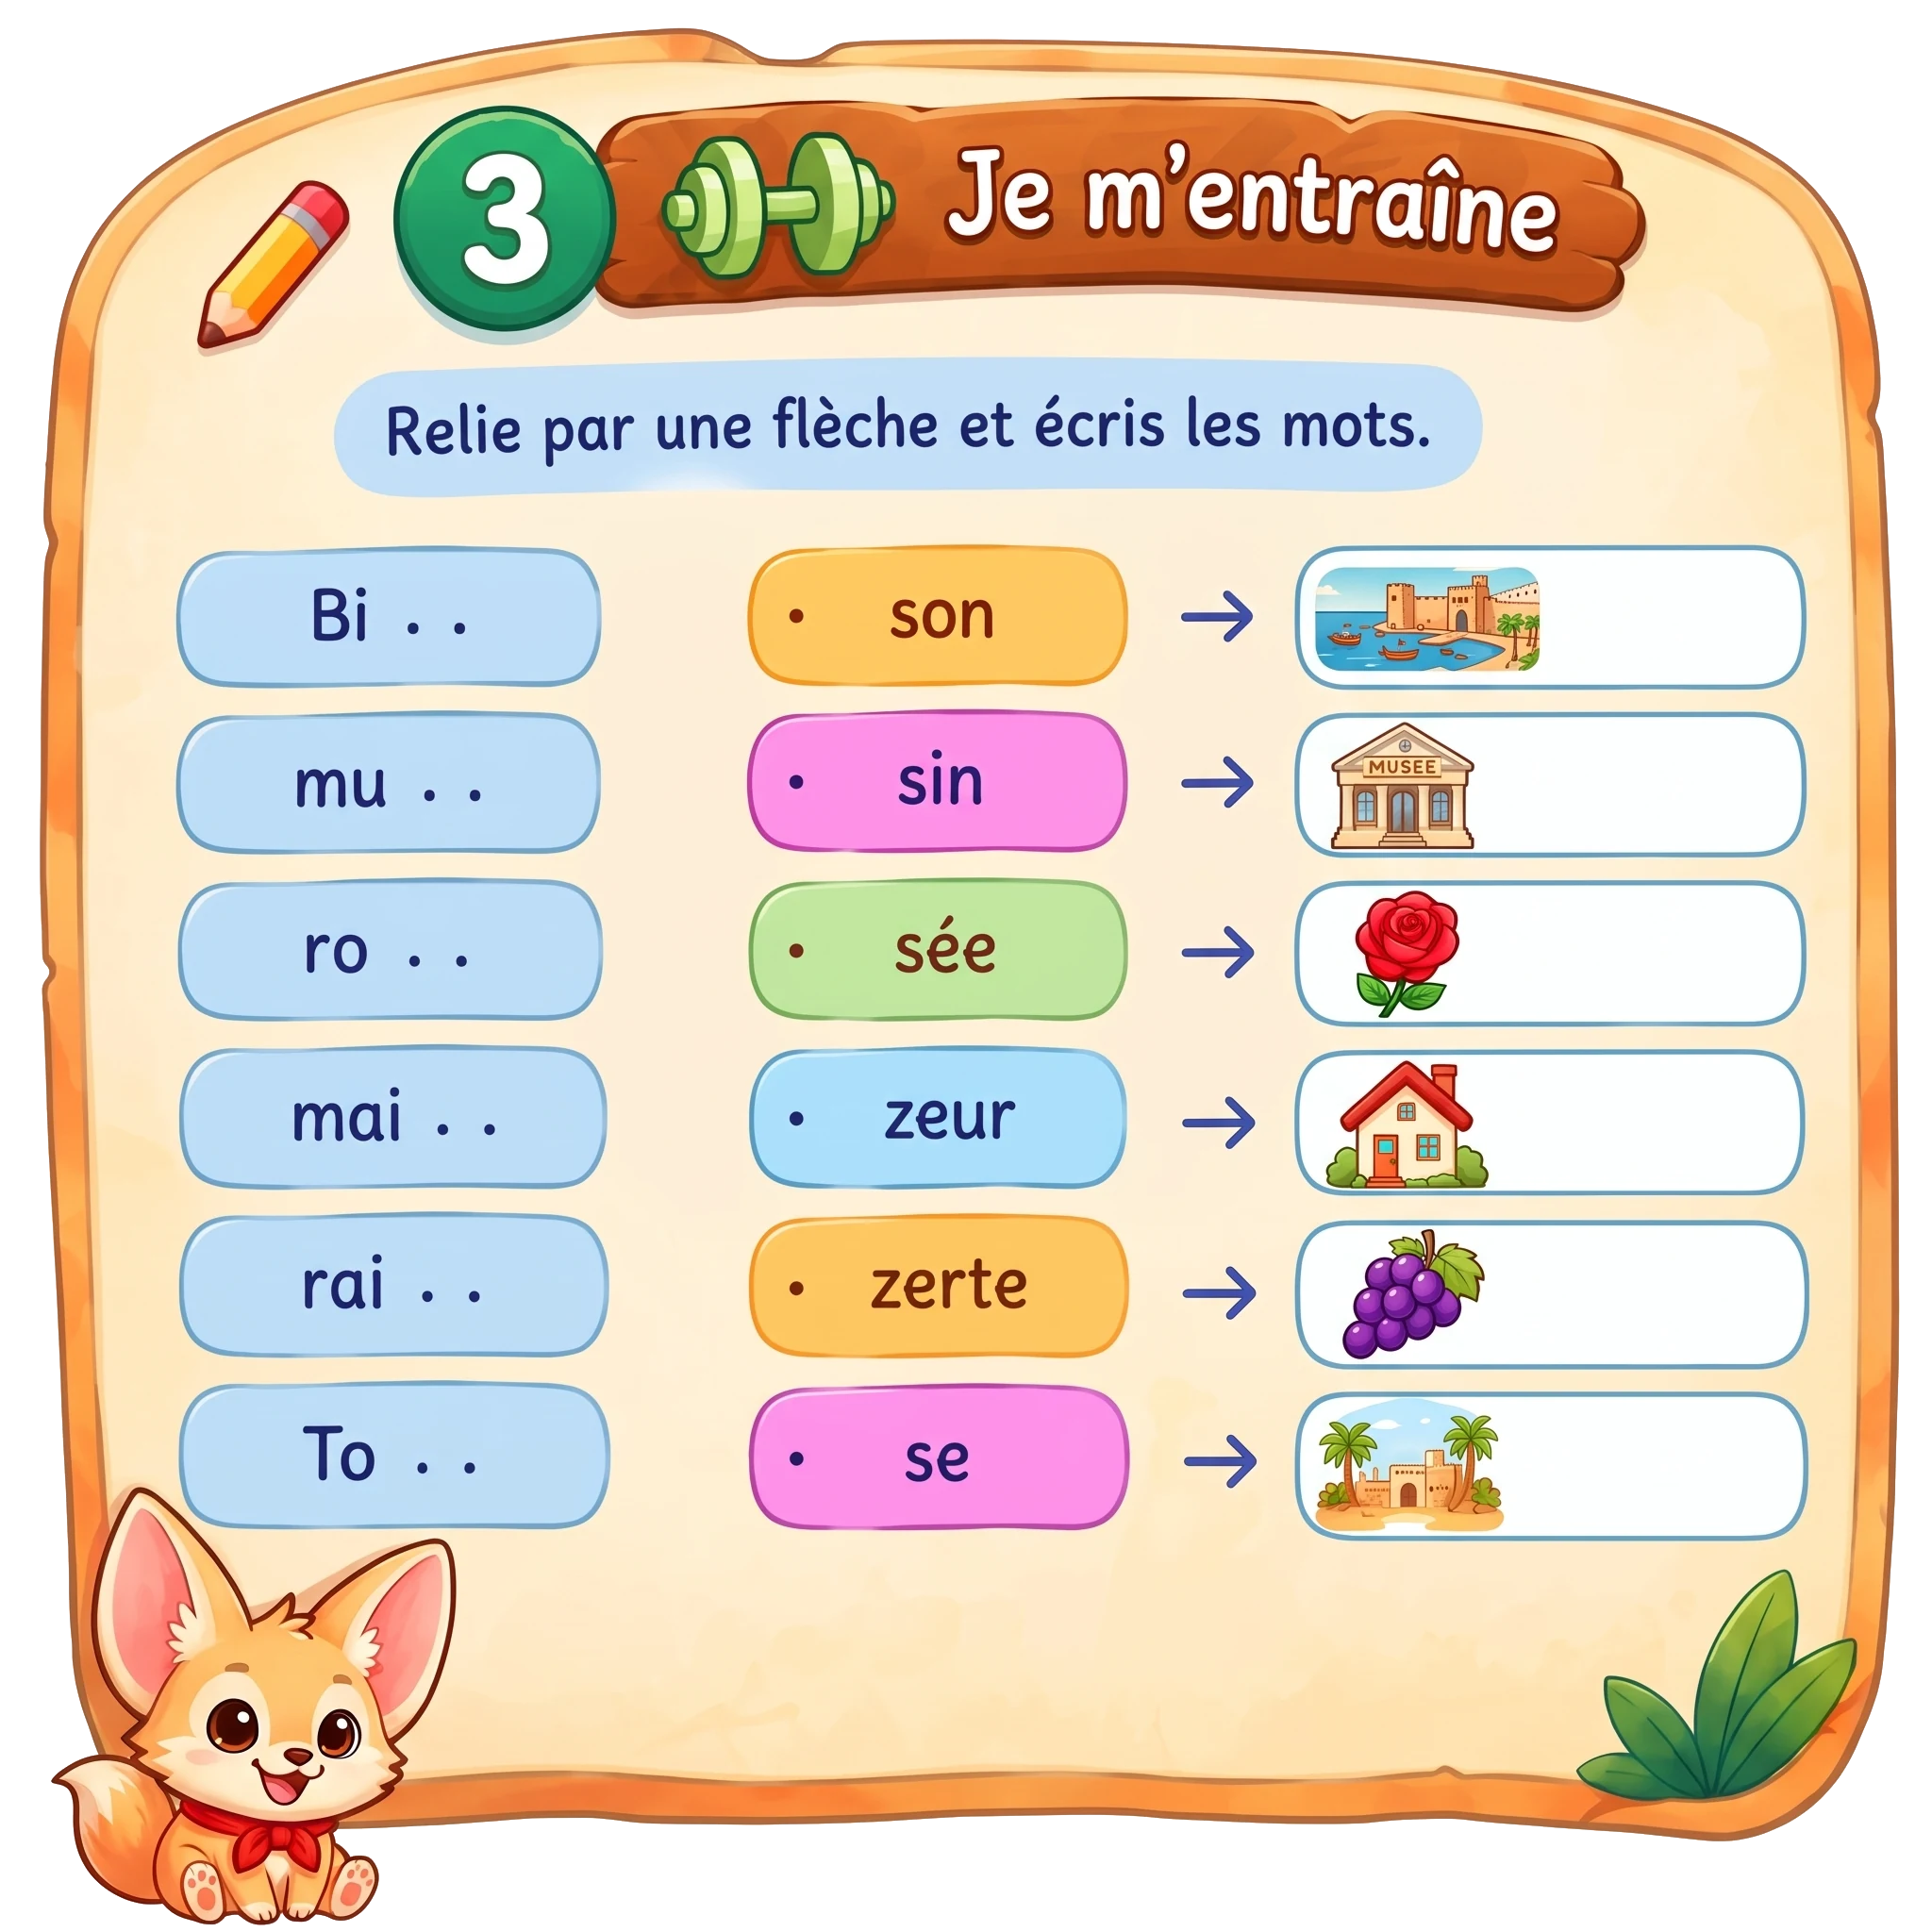 3 Je m'entraîne
Relie par une flèche et écris les mots.
Bi . . • son →
mu . . • sin → MUSEE
ro . . • sée →
mai . . • zeur →
rai . . • zerte →
To . . • se →